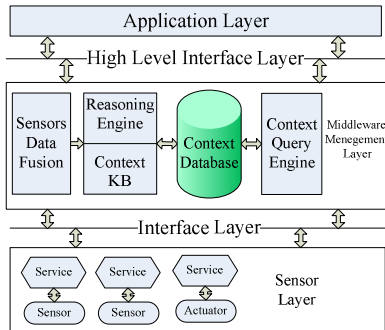 Application Layer
High Level Interface Layer
Sensors
Data
Fusion
Reasoning
Engine
Context
KB
Context
Database
Context
Query
Engine
Middleware
Menegement
Layer
Interface Layer
Service
Service
Service
Sensor
Sensor
Actuator
Sensor
Layer